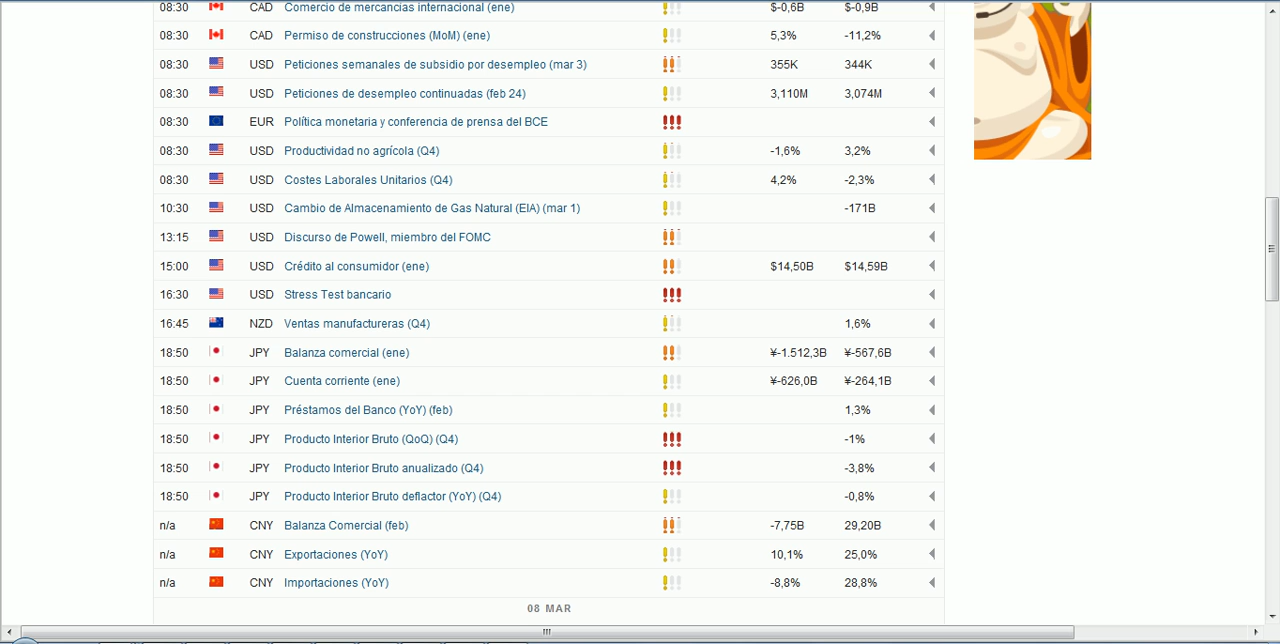 08:30 CAD Comercio de mercancias internacional (ene) $-0,6B $-0,9B
08:30 CAD Permiso de construcciones (MoM) (ene) 5,3% -11,2%
08:30 USD Peticiones semanales de subsidio por desempleo (mar 3) 355K 344K
08:30 USD Peticiones de desempleo continuadas (feb 24) 3,110M 3,074M
08:30 EUR Política monetaria y conferencia de prensa del BCE
08:30 USD Productividad no agrícola (Q4) -1,6% 3,2%
08:30 USD Costes Laborales Unitarios (Q4) 4,2% -2,3%
10:30 USD Cambio de Almacenamiento de Gas Natural (EIA) (mar 1) -171B
13:15 USD Discurso de Powell, miembro del FOMC
15:00 USD Crédito al consumidor (ene) $14,50B $14,59B
16:30 USD Stress Test bancario
16:45 NZD Ventas manufactureras (Q4) 1,6%
18:50 JPY Balanza comercial (ene) ¥-1.512,3B ¥-567,6B
18:50 JPY Cuenta corriente (ene) ¥-626,0B ¥-264,1B
18:50 JPY Préstamos del Banco (YoY) (feb) 1,3%
18:50 JPY Producto Interior Bruto (QoQ) (Q4) -1%
18:50 JPY Producto Interior Bruto anualizado (Q4) -3,8%
18:50 JPY Producto Interior Bruto deflactor (YoY) (Q4) -0,8%
n/a CNY Balanza Comercial (feb) -7,75B 29,20B
n/a CNY Exportaciones (YoY) 10,1% 25,0%
n/a CNY Importaciones (YoY) -8,8% 28,8%
08 MAR